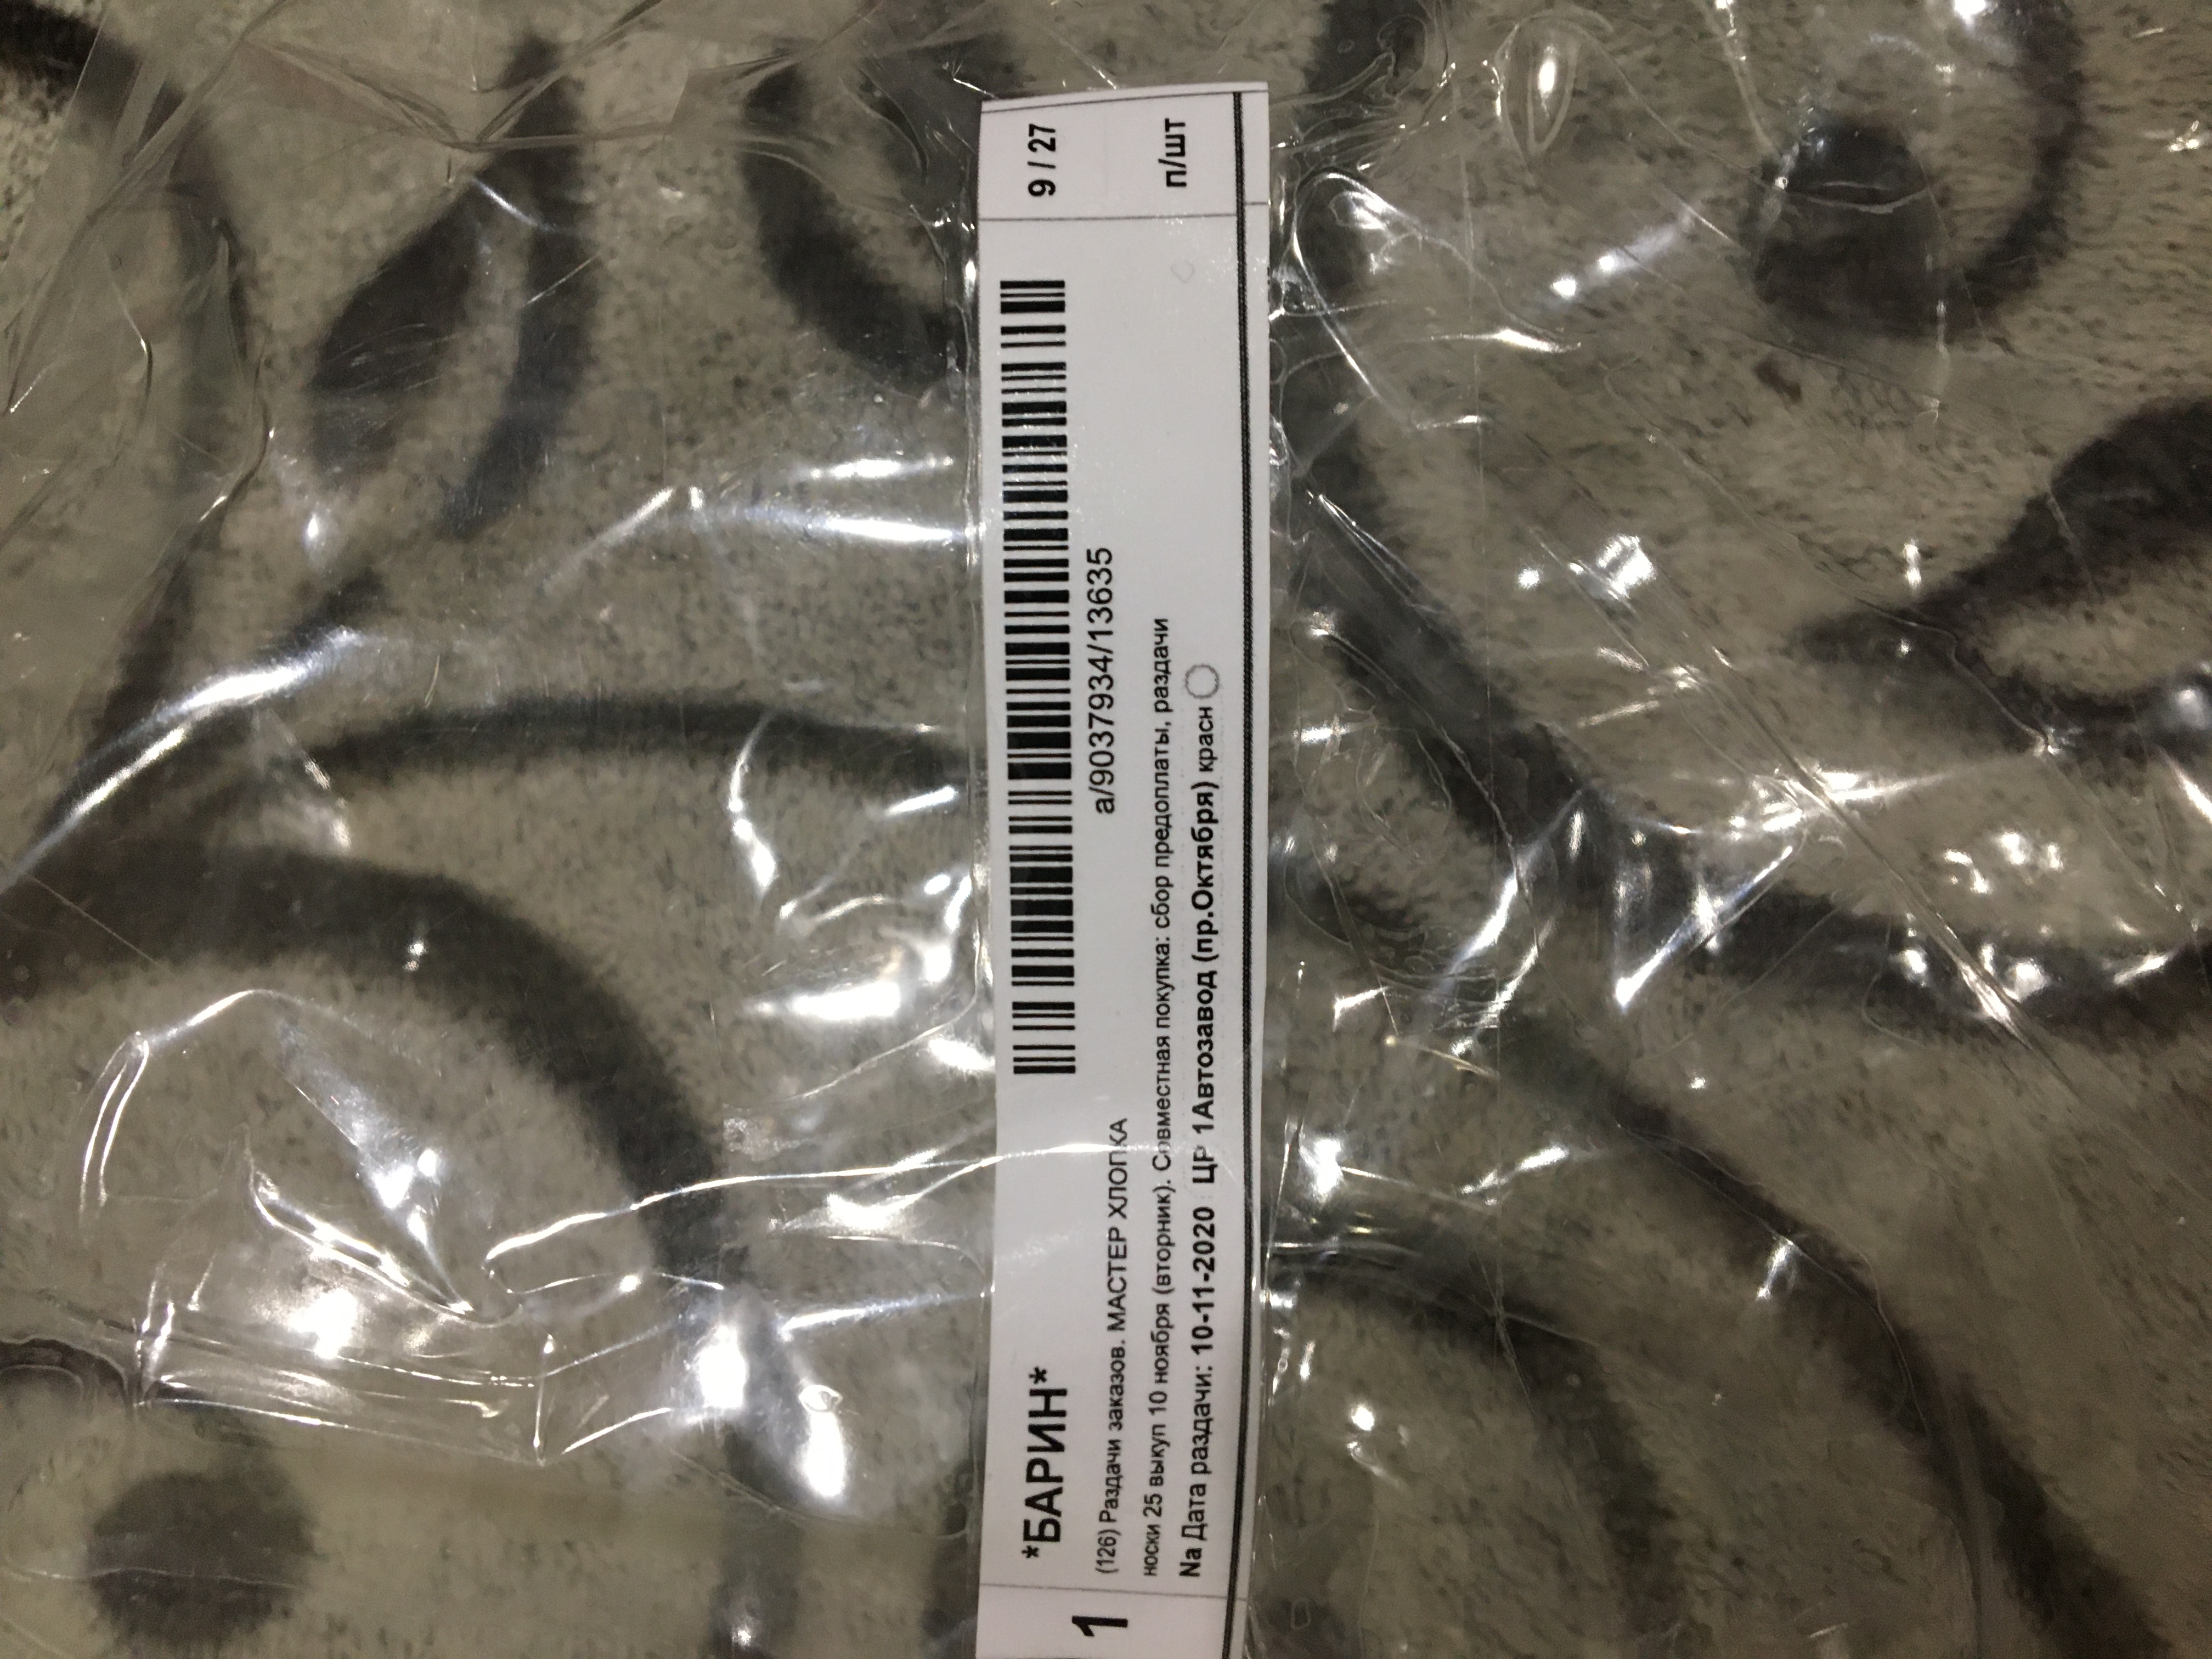 1
*БАРИН*
9 / 27
а/9037934/13635
(126) Раздачи заказов. МАСТЕР ХЛОПКА
носки 25 выкуп 10 ноября (вторник). Совместная покупка: сбор предоплаты, раздачи
п/шт
Na Дата раздачи: 10-11-2020 ЦР 1Автозавод (пр.Октября) красн